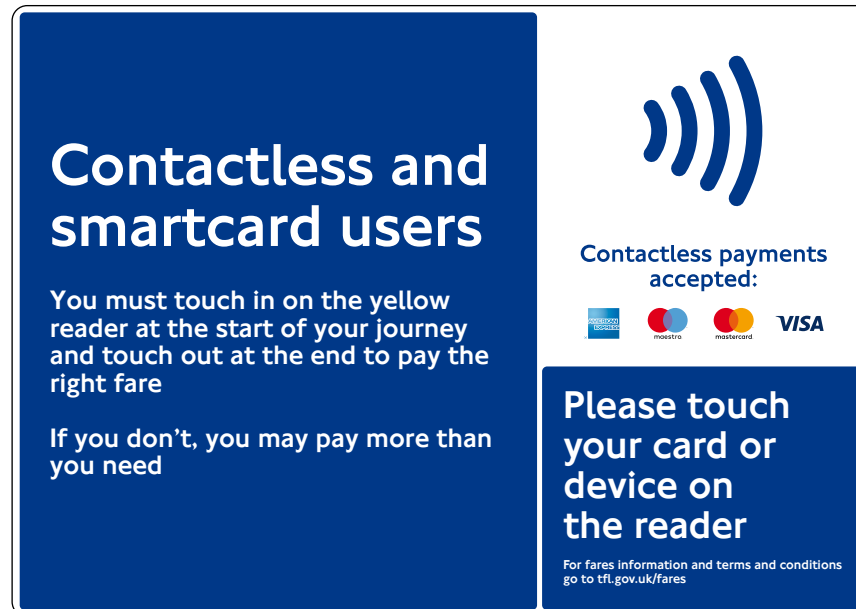 Contactless and
smartcard users
You must touch in on the yellow
reader at the start of your journey
and touch out at the end to pay the
right fare
If you don't, you may pay more than
you need
Contactless payments
accepted:
AMERICAN
EXPRESS
maestro
mastercard
VISA
Please touch
your card or
device on
the reader
For fares information and terms and conditions
go to tfl.gov.uk/fares